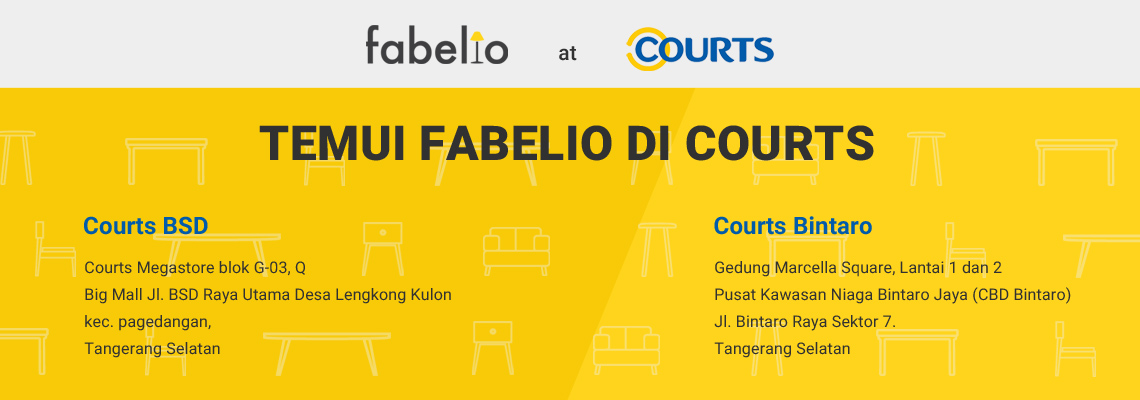 fabelio at COURTS
TEMUI FABELIO DI COURTS
Courts BSD
Courts Megastore blok G-03, Q
Big Mall Jl. BSD Raya Utama Desa Lengkong Kulon
kec. pagedangan,
Tangerang Selatan
Courts Bintaro
Gedung Marcella Square, Lantai 1 dan 2
Pusat Kawasan Niaga Bintaro Jaya (CBD Bintaro)
Jl. Bintaro Raya Sektor 7.
Tangerang Selatan